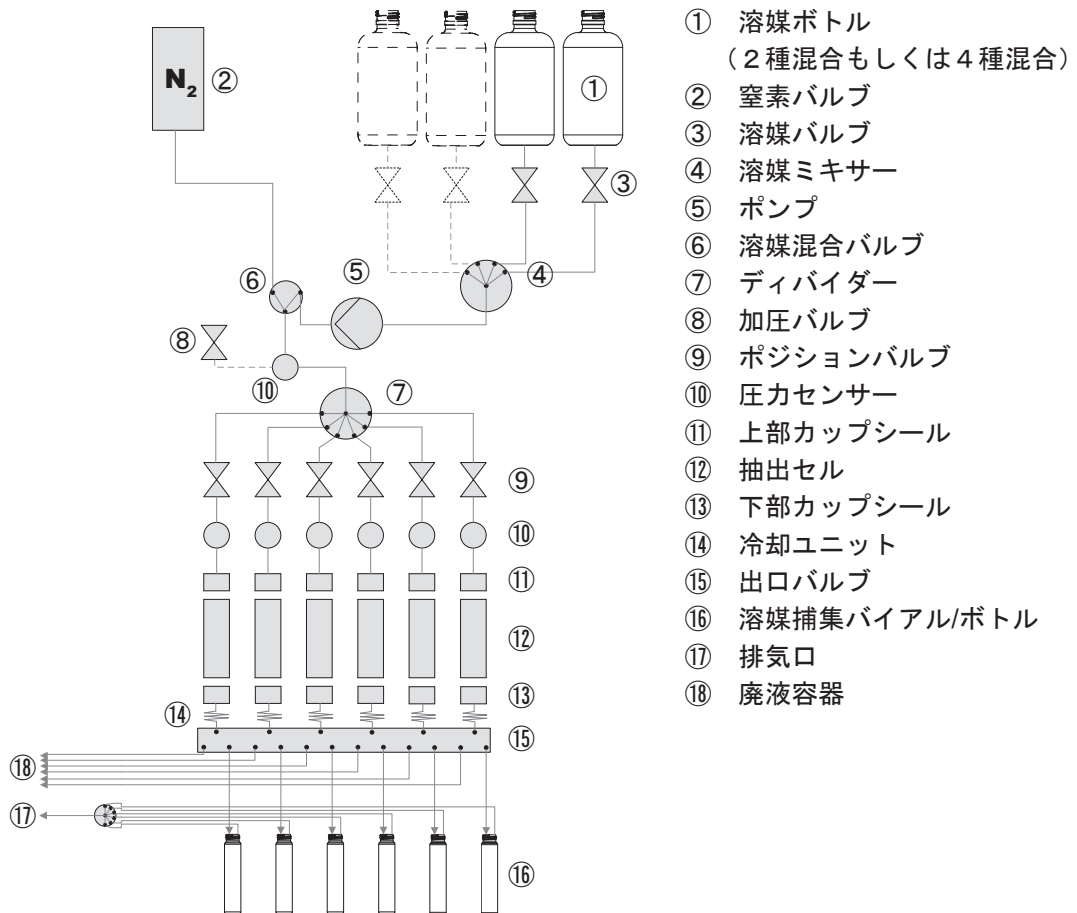 N2
②
①
③
④
⑤
⑥
⑧
⑩
⑦
⑨
⑩
⑪
⑫
⑬
⑭
⑮
⑱
⑰
⑯
① 溶媒ボトル
（２種混合もしくは４種混合）
② 窒素バルブ
③ 溶媒バルブ
④ 溶媒ミキサー
⑤ ポンプ
⑥ 溶媒混合バルブ
⑦ ディバイダー
⑧ 加圧バルブ
⑨ ポジションバルブ
⑩ 圧力センサー
⑪ 上部カップシール
⑫ 抽出セル
⑬ 下部カップシール
⑭ 冷却ユニット
⑮ 出口バルブ
⑯ 溶媒捕集バイアル/ボトル
⑰ 排気口
⑱ 廃液容器